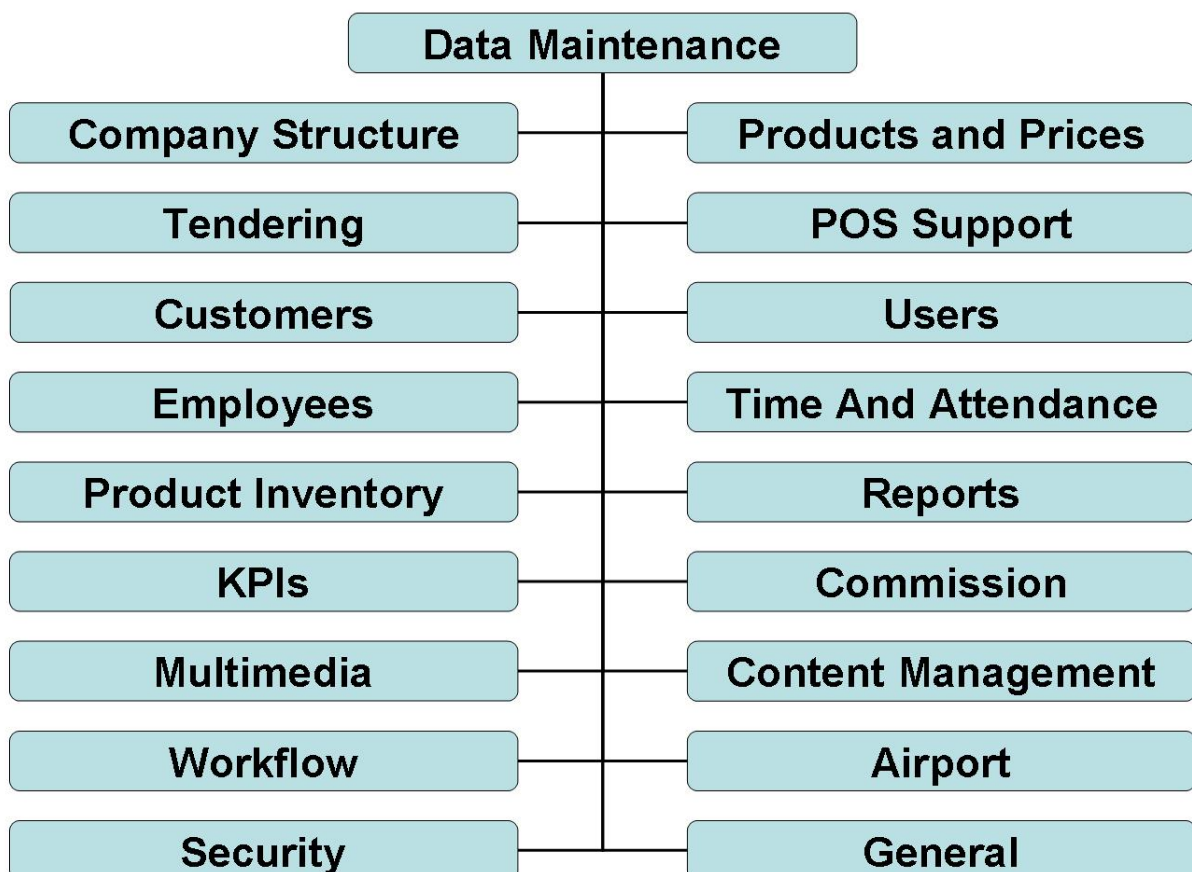 Data Maintenance
Company Structure
Products and Prices
Tendering
POS Support
Customers
Users
Employees
Time And Attendance
Product Inventory
Reports
KPIs
Commission
Multimedia
Content Management
Workflow
Airport
Security
General